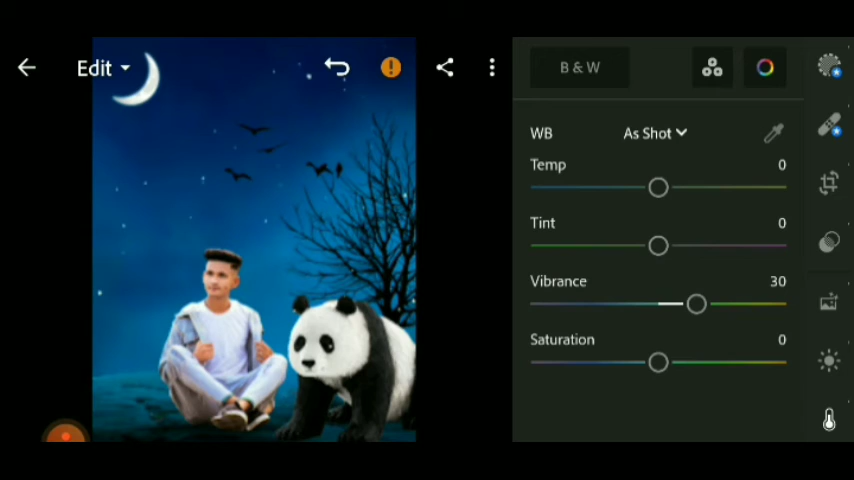 Edit
B & W
WB As Shot
Temp 0
Tint 0
Vibrance 30
Saturation 0